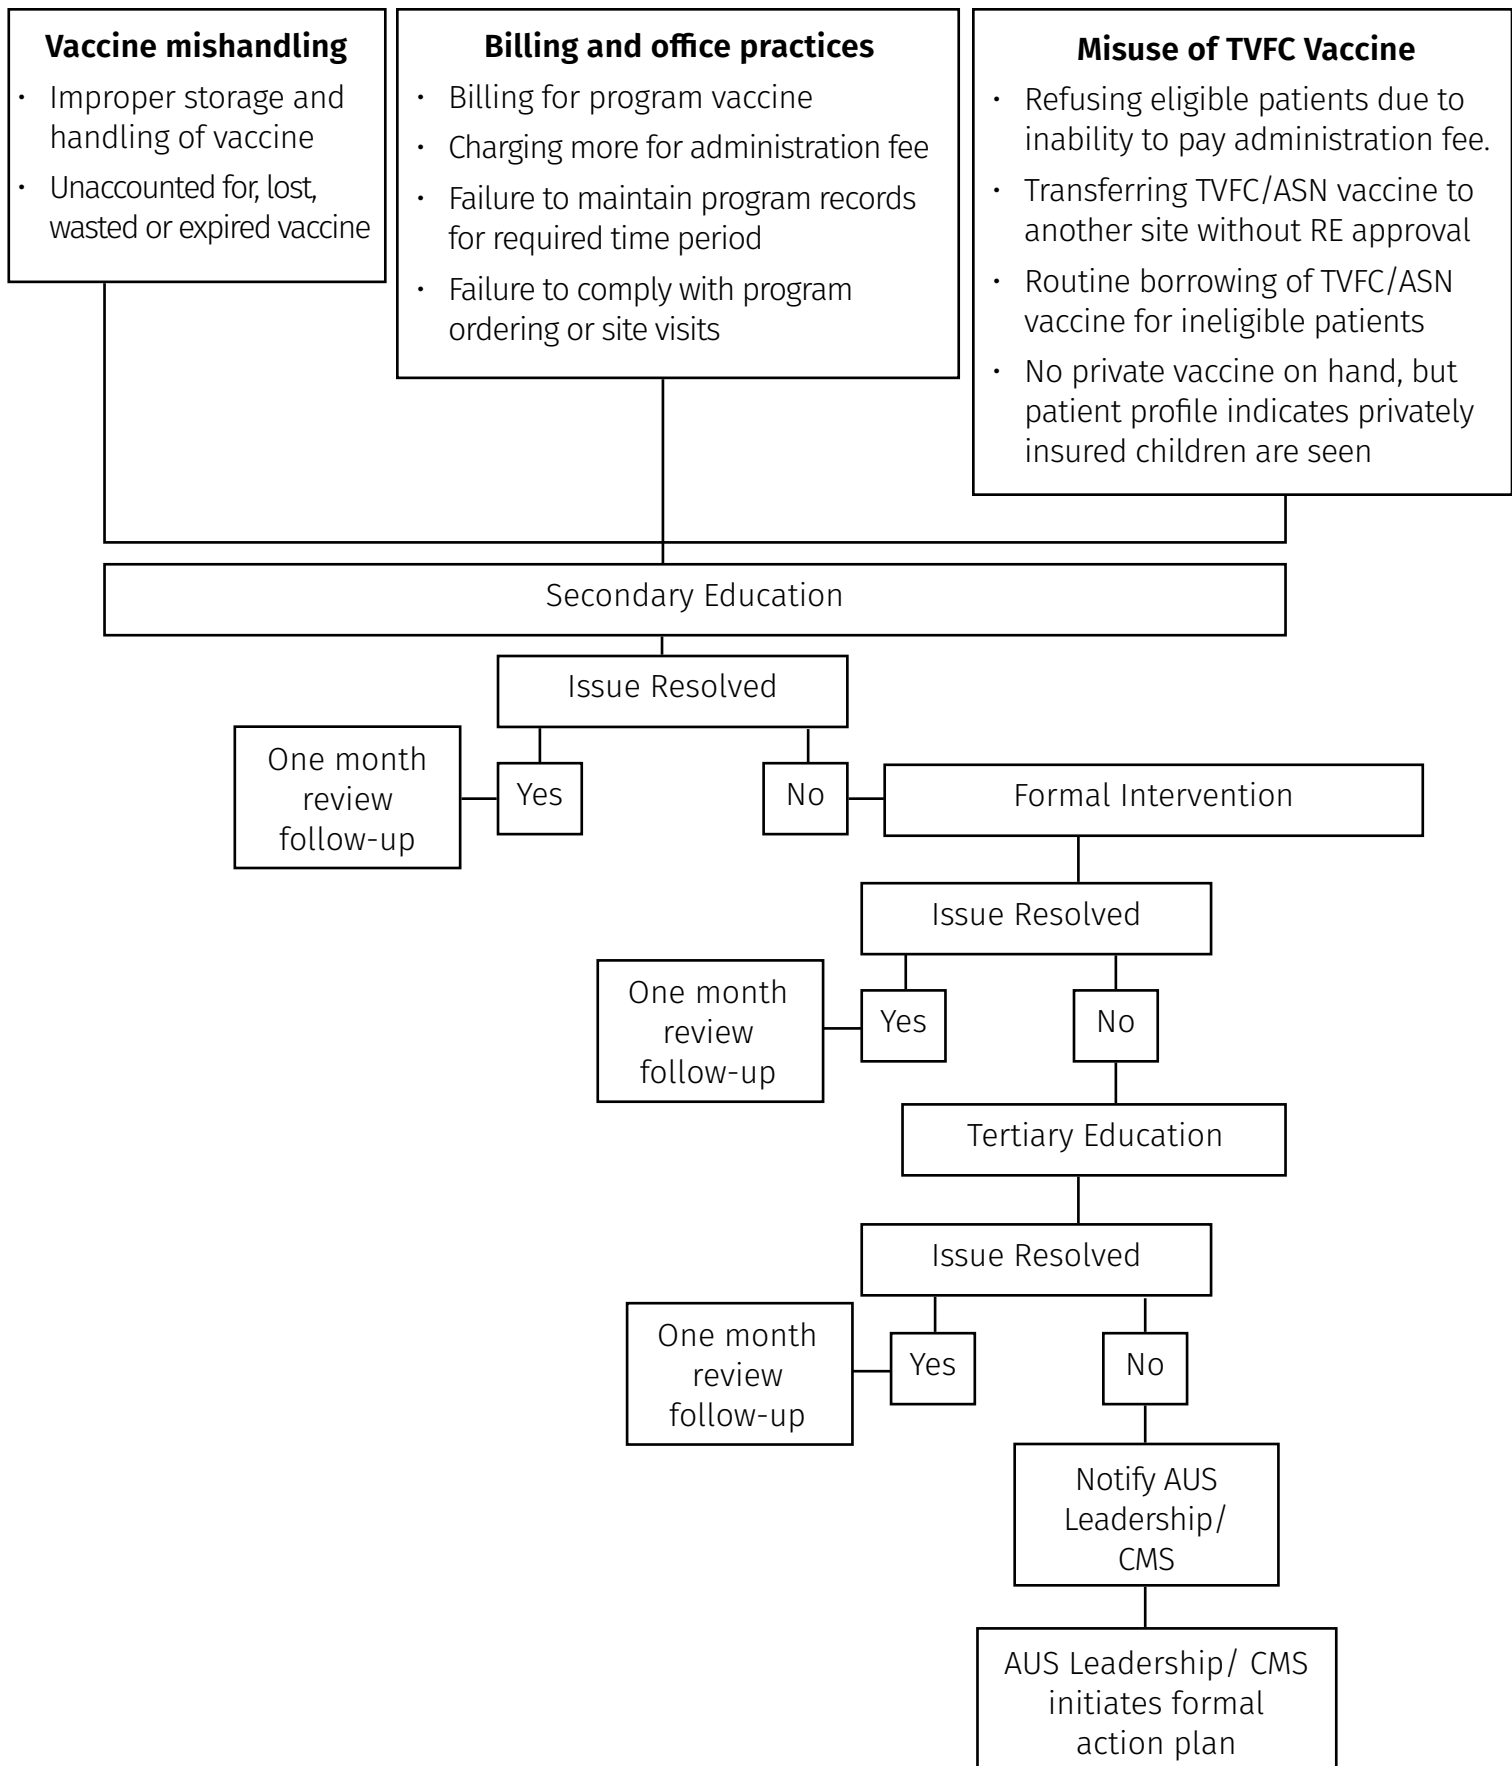 Vaccine mishandling
· Improper storage and
handling of vaccine
· Unaccounted for, lost,
wasted or expired vaccine
Billing and office practices
· Billing for program vaccine
· Charging more for administration fee
· Failure to maintain program records
for required time period
· Failure to comply with program
ordering or site visits
Misuse of TVFC Vaccine
· Refusing eligible patients due to
inability to pay administration fee.
· Transferring TVFC/ASN vaccine to
another site without RE approval
· Routine borrowing of TVFC/ASN
vaccine for ineligible patients
· No private vaccine on hand, but
patient profile indicates privately
insured children are seen
Secondary Education
Issue Resolved
One month
review
follow-up
Yes
No
Formal Intervention
Issue Resolved
One month
review
follow-up
Yes
No
Tertiary Education
Issue Resolved
One month
review
follow-up
Yes
No
Notify AUS
Leadership/
CMS
AUS Leadership/ CMS
initiates formal
action plan